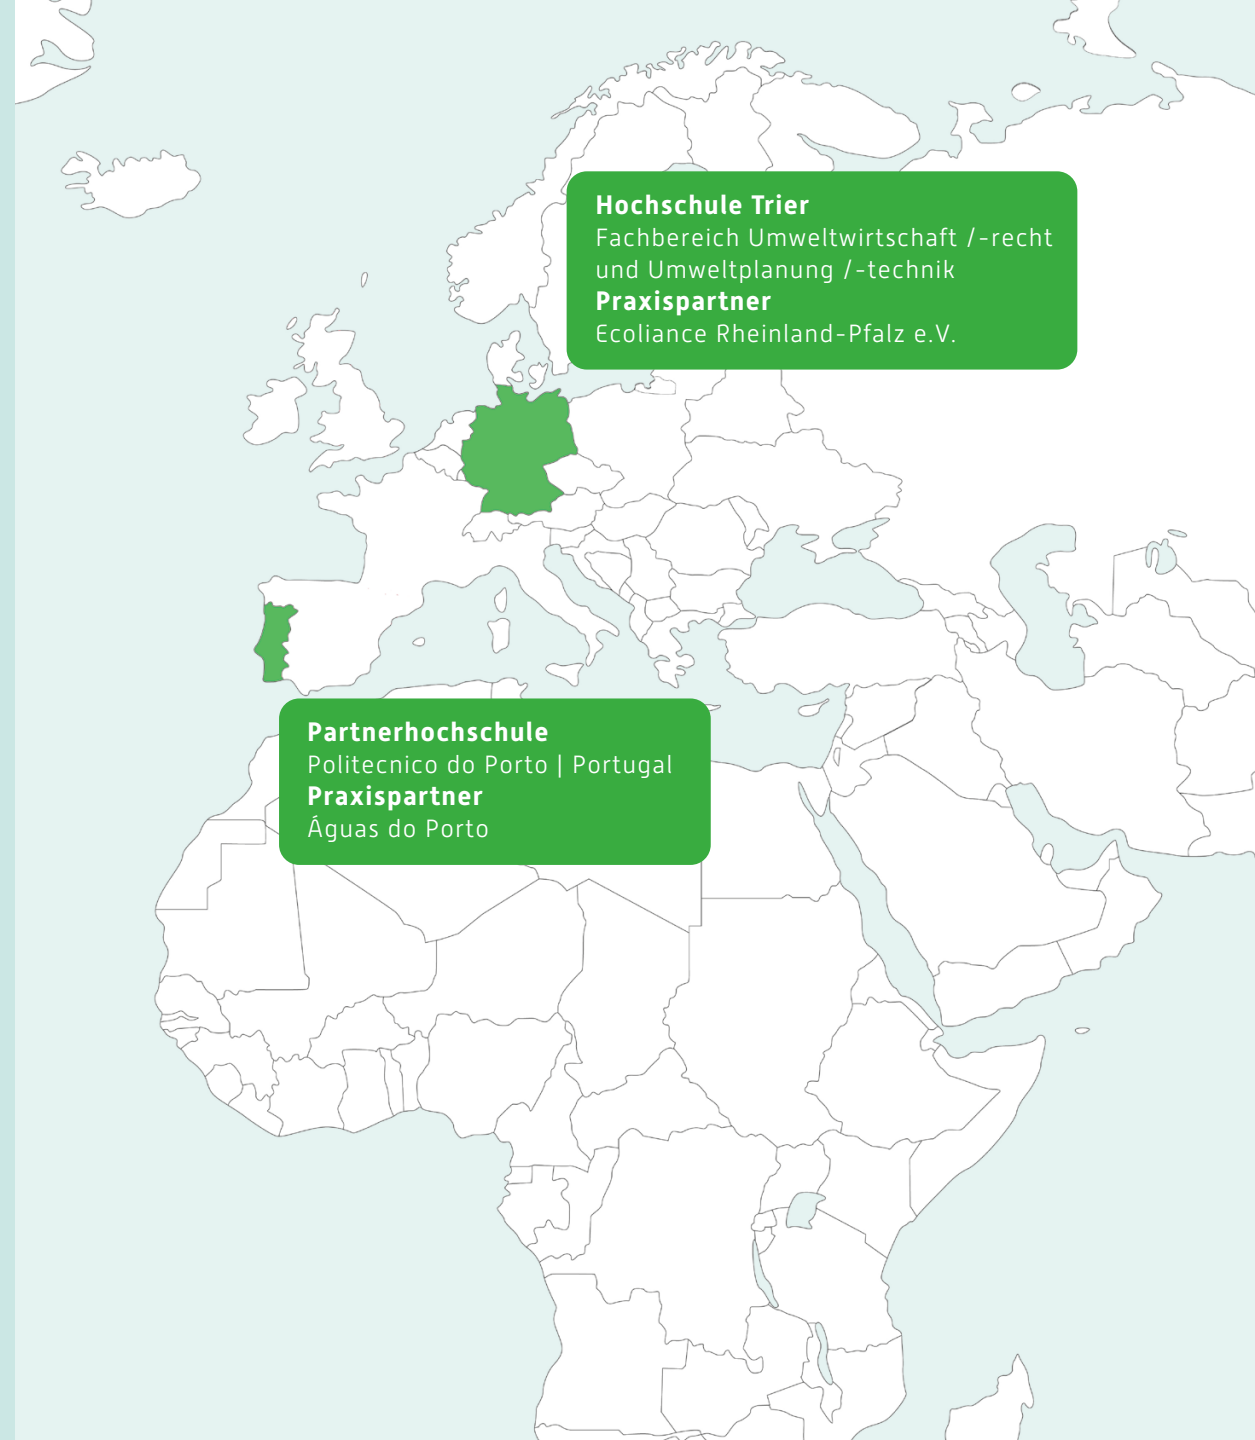 Hochschule Trier
Fachbereich Umweltwirtschaft /-recht
und Umweltplanung /-technik
Praxispartner
Ecoliance Rheinland-Pfalz e.V.
Partnerhochschule
Politecnico do Porto | Portugal
Praxispartner
Águas do Porto